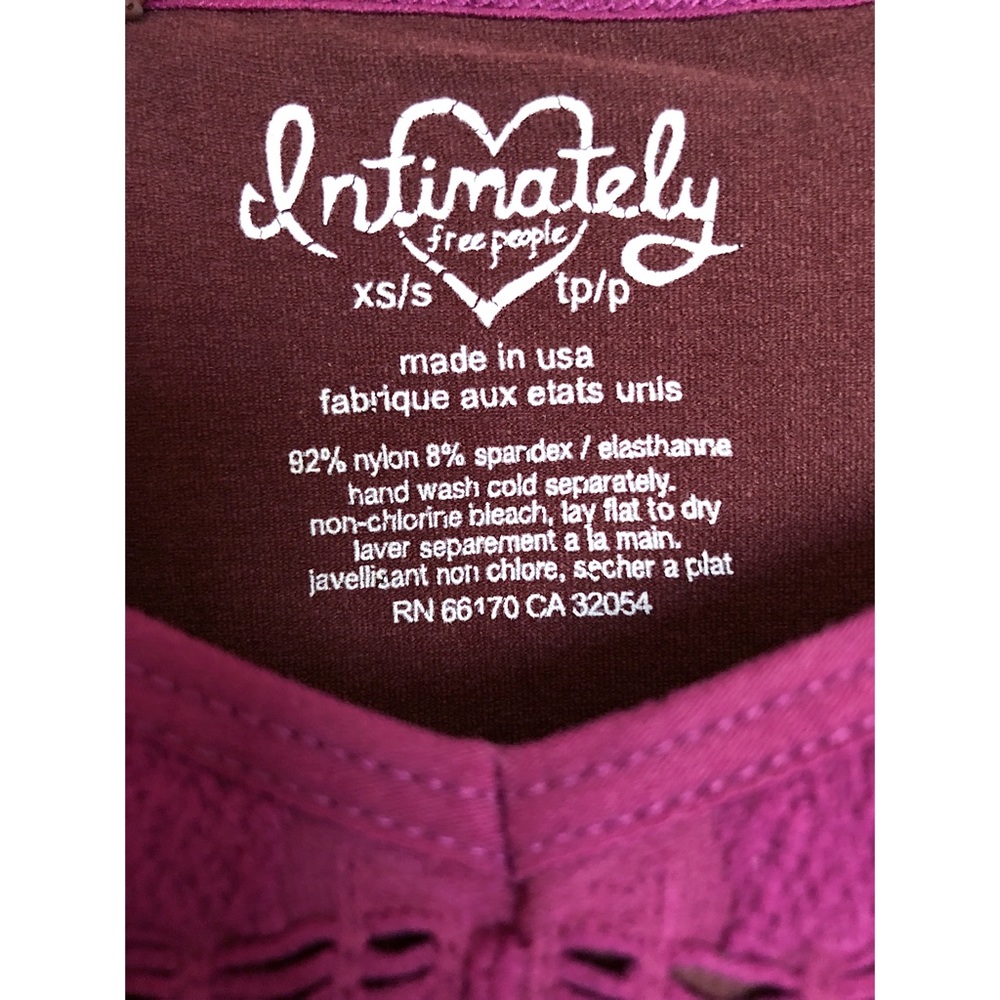 Intimately
free people
xs/s tp/p
made in usa
fabrique aux etats unis
92% nylon 8% spandex / elasthanne
hand wash cold separately.
non-chlorine bleach, lay flat to dry
laver separement a la main.
javellisant non chlore, secher a plat
RN 66170 CA 32054